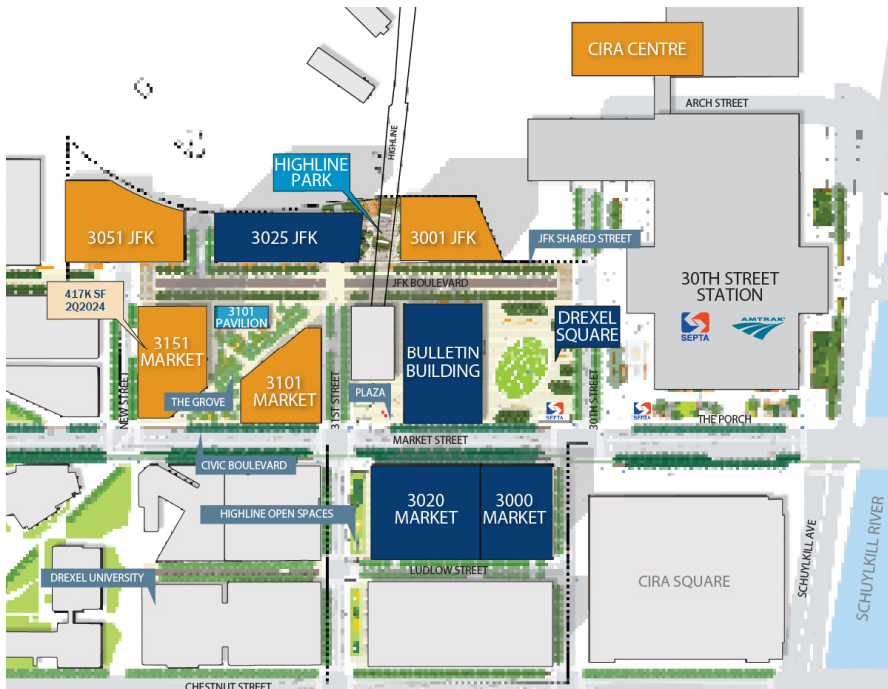 CIRA CENTRE
ARCH STREET
HIGHLINE
HIGHLINE
PARK
3051 JFK
3025 JFK
3001 JFK
JFK SHARED STREET
JFK BOULEVARD
30TH STREET
STATION
SEPTA
AMTRAK
417K SF
2Q2024
3101
PAVILION
DREXEL
SQUARE
3151
MARKET
BULLETIN
BUILDING
3101
MARKET
THE GROVE
PLAZA
NEW STREET
31ST STREET
30TH STREET
SEPTA
SEPTA
THE PORCH
MARKET STREET
CIVIC BOULEVARD
3020
MARKET
3000
MARKET
HIGHLINE OPEN SPACES
LUDLOW STREET
DREXEL UNIVERSITY
CIRA SQUARE
SCHUYLKILL AVE
SCHUYLKILL RIVER
CHESTNUT STREET